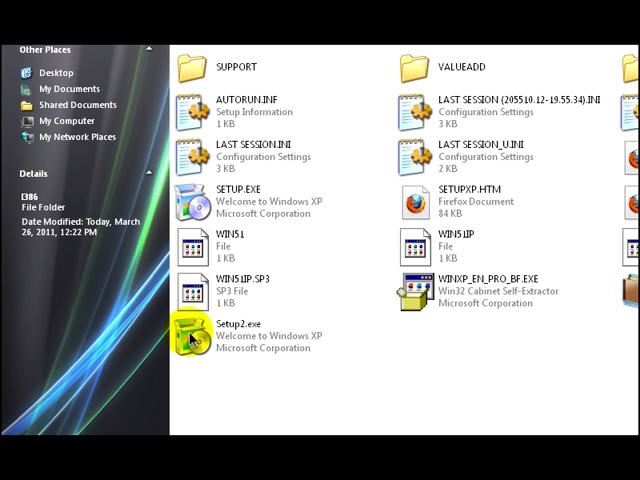 Other Places
Desktop
My Documents
Shared Documents
My Computer
My Network Places
Details
I386
File Folder
Date Modified: Today, March
26, 2011, 12:22 PM
SUPPORT
VALUEADD
AUTORUN.INF
Setup Information
1 KB
LAST SESSION (205510.12-19.55.34).INI
Configuration Settings
3 KB
LAST SESSION.INI
Configuration Settings
3 KB
LAST SESSION_U.INI
Configuration Settings
2 KB
SETUP.EXE
Welcome to Windows XP
Microsoft Corporation
SETUPXP.HTM
Firefox Document
84 KB
WIN51
File
1 KB
WIN51IP
File
1 KB
WIN51IP.SP3
SP3 File
1 KB
WINXP_EN_PRO_BF.EXE
Win32 Cabinet Self-Extractor
Microsoft Corporation
Setup2.exe
Welcome to Windows XP
Microsoft Corporation